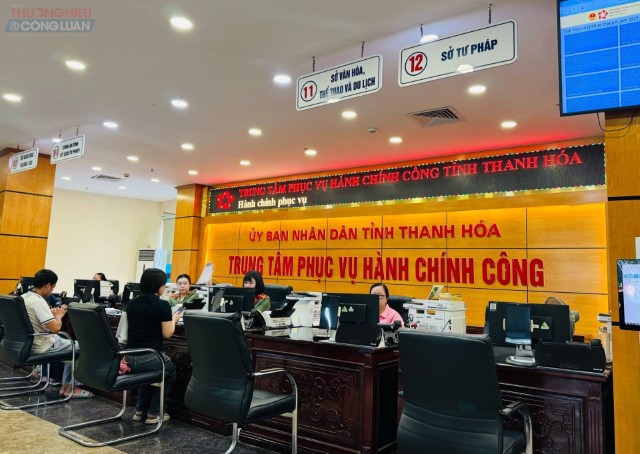 THƯƠNG HIỆU
& CÔNG LUẬN
11
SỞ VĂN HÓA,
THỂ THAO VÀ DU LỊCH
12
SỞ TƯ PHÁP
TRUNG TÂM PHỤC VỤ HÀNH CHÍNH CÔNG TỈNH THANH HÓA
Hành chính phục vụ
ỦY BAN NHÂN DÂN TỈNH THANH HÓA
TRUNG TÂM PHỤC VỤ HÀNH CHÍNH CÔNG